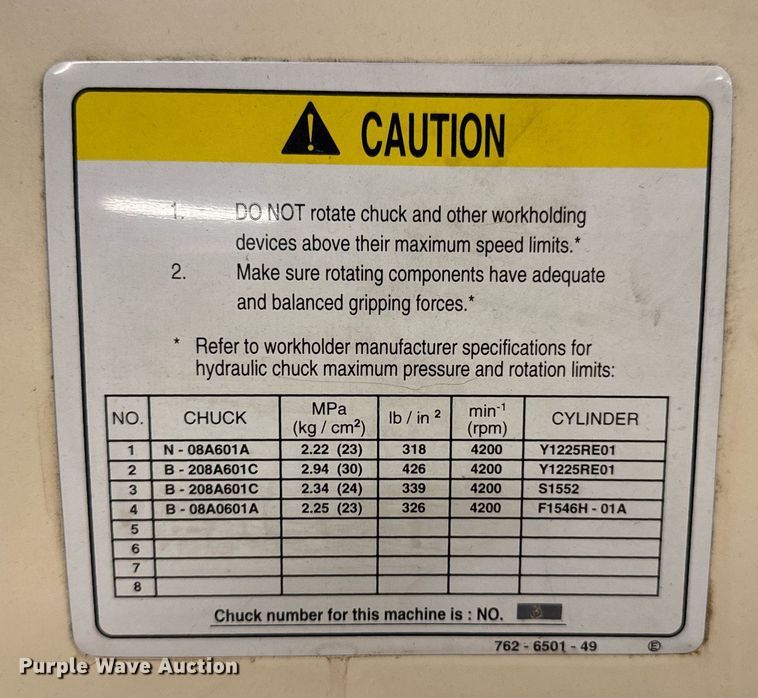 CAUTION
1. DO NOT rotate chuck and other workholding
devices above their maximum speed limits.*
2. Make sure rotating components have adequate
and balanced gripping forces.*
* Refer to workholder manufacturer specifications for
hydraulic chuck maximum pressure and rotation limits:
NO. CHUCK MPa (kg / cm²) lb / in ² min⁻¹ (rpm) CYLINDER
1 N - 08A601A 2.22 (23) 318 4200 Y1225RE01
2 B - 208A601C 2.94 (30) 426 4200 Y1225RE01
3 B - 208A601C 2.34 (24) 339 4200 S1552
4 B - 08A0601A 2.25 (23) 326 4200 F1546H - 01A
5
6
7
8
Chuck number for this machine is : NO. 3
762 - 6501 - 49 E
Purple Wave Auction